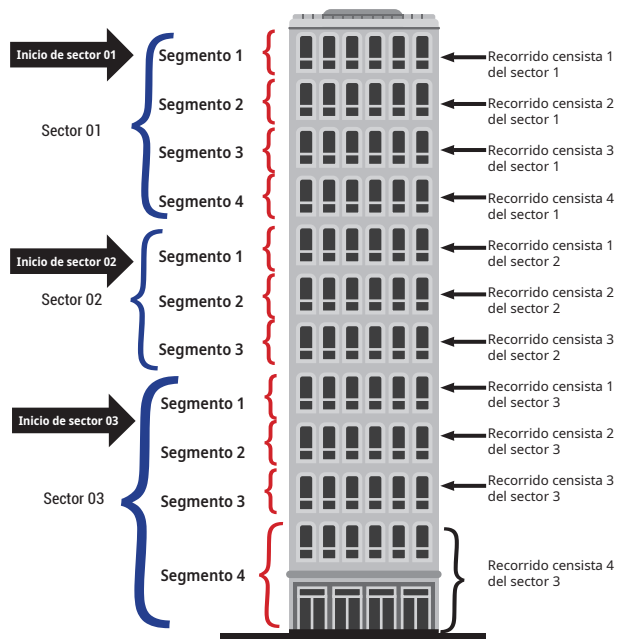 Inicio de sector 01
Sector 01
Segmento 1
Recorrido censista 1
del sector 1
Segmento 2
Recorrido censista 2
del sector 1
Segmento 3
Recorrido censista 3
del sector 1
Segmento 4
Recorrido censista 4
del sector 1
Inicio de sector 02
Sector 02
Segmento 1
Recorrido censista 1
del sector 2
Segmento 2
Recorrido censista 2
del sector 2
Segmento 3
Recorrido censista 3
del sector 2
Inicio de sector 03
Sector 03
Segmento 1
Recorrido censista 1
del sector 3
Segmento 2
Recorrido censista 2
del sector 3
Segmento 3
Recorrido censista 3
del sector 3
Segmento 4
Recorrido censista 4
del sector 3